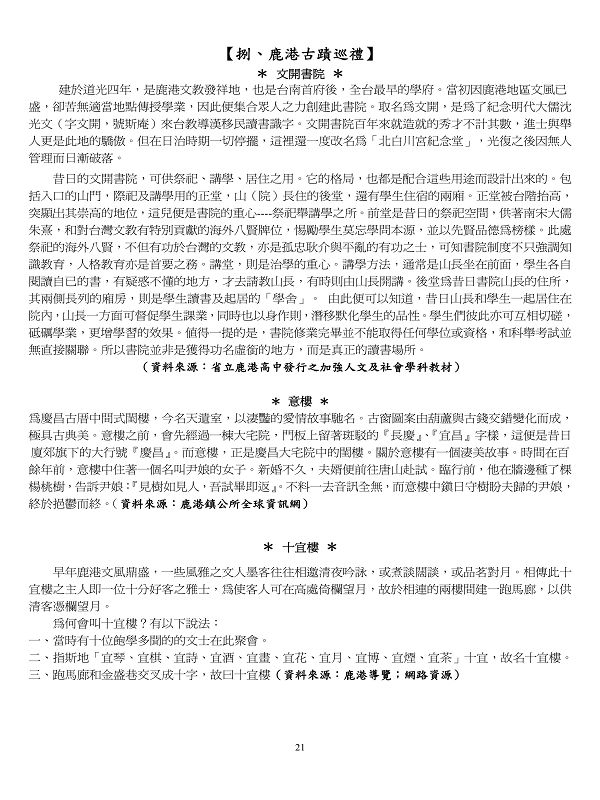 【捌、鹿港古蹟巡禮】
＊ 文開書院 ＊
建於道光四年，是鹿港文教發祥地，也是台南首府後，全台最早的學府。當初因鹿港地區文風已
盛，卻苦無適當地點傳授學業，因此便集合眾人之力創建此書院。取名為文開，是為了紀念明代大儒沈
光文（字文開，號斯庵）來台教導漢移民讀書識字。文開書院百年來就造就的秀才不計其數，進士與舉
人更是此地的驕傲。但在日治時期一切停擺，這裡還一度改名為「北白川宮紀念堂」，光復之後因無人
管理而日漸破落。
昔日的文開書院，可供祭祀、講學、居住之用。它的格局，也都是配合這些用途而設計出來的。包
括入口的山門，際祀及講學用的正堂，山（院）長住的後堂，還有學生住宿的兩廂。正堂被台階抬高，
突顯出其崇高的地位，這兒便是書院的重心----祭祀舉講學之所。前堂是昔日的祭祀空間，供著南宋大儒
朱熹，和對台灣文教有特別貢獻的海外八賢牌位，惕勵學生莫忘學問本源，並以先賢品德為榜樣。此處
祭祀的海外八賢，不但有功於台灣的文教，亦是孤忠耿介與平亂的有功之士，可知書院制度不只強調知
識教育，人格教育亦是首要之務。講堂，則是治學的重心。講學方法，通常是山長坐在前面，學生各自
閱讀自己的書，有疑惑不懂的地方，才去請教山長，有時則由山長開講。後堂為昔日書院山長的住所，
其兩側長列的廂房，則是學生讀書及起居的「學舍」。 由此便可以知道，昔日山長和學生一起居住在
院內，山長一方面可督促學生課業，同時也以身作則，潛移默化學生的品性。學生們彼此亦可互相切磋，
砥礪學業，更增學習的效果。值得一提的是，書院修業完畢並不能取得任何學位或資格，和科舉考試並
無直接關聯。所以書院並非是獲得功名虛銜的地方，而是真正的讀書場所。
（資料來源：省立鹿港高中發行之加強人文及社會學科教材）
＊ 意樓 ＊
為慶昌古厝中間式閨樓，今名天遺室，以淒豔的愛情故事馳名。古窗圖案由葫蘆與古錢交錯變化而成，
極具古典美。意樓之前，會先經過一棟大宅院，門板上留著斑駁的『長慶』、『宜昌』字樣，這便是昔日
廈郊旗下的大行號『慶昌』。而意樓，正是慶昌大宅院中的閨樓。關於意樓有一個淒美故事。時間在百
餘年前，意樓中住著一個名叫尹娘的女子。新婚不久，夫婿便前往唐山赴試。臨行前，他在牆邊種了棵
楊桃樹，告訴尹娘：『見樹如見人，吾試畢即返』。不料一去音訊全無，而意樓中鎮日守樹盼夫歸的尹娘，
終於挹鬱而終。（資料來源：鹿港鎮公所全球資訊網）
＊ 十宜樓 ＊
早年鹿港文風鼎盛，一些風雅之文人墨客往往相邀清夜吟詠，或煮談闊談，或品茗對月。相傳此十
宜樓之主人即一位十分好客之雅士，為使客人可在高處倚欄望月，故於相連的兩樓間建一跑馬廊，以供
清客憑欄望月。
為何會叫十宜樓？有以下說法：
一、當時有十位飽學多聞的的文士在此聚會。
二、指斯地「宜琴、宜棋、宜詩、宜酒、宜畫、宜花、宜月、宜博、宜煙、宜茶」十宜，故名十宜樓。
三、跑馬廊和金盛巷交叉成十字，故曰十宜樓（資料來源：鹿港導覽；網路資源）
21